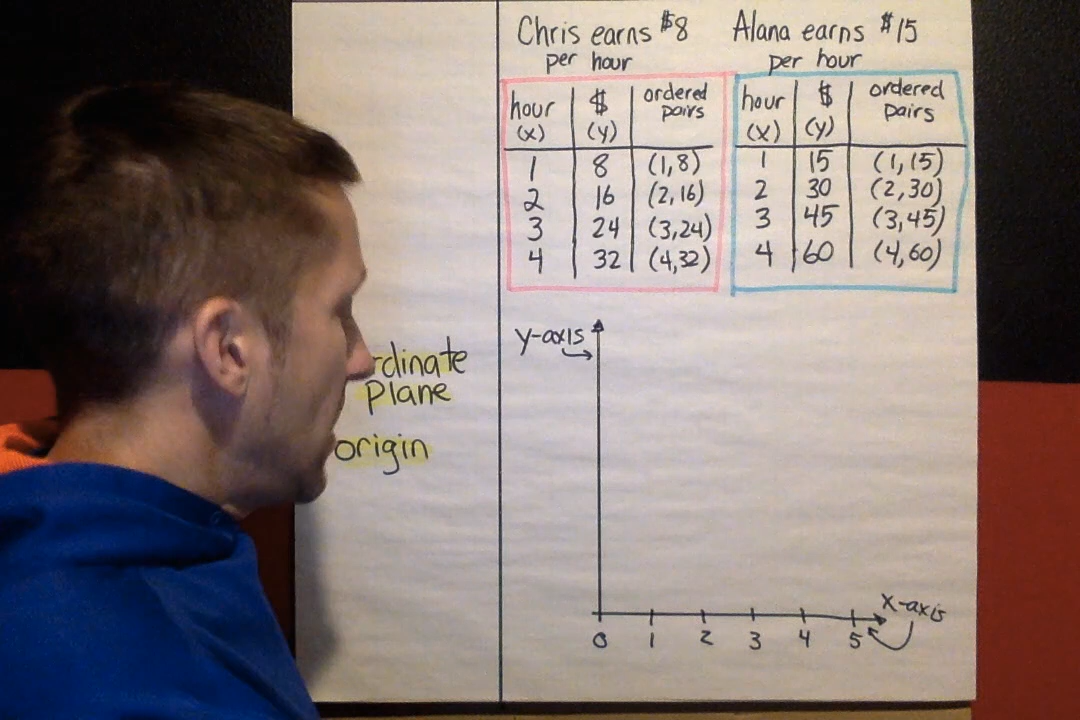 Chris earns $8
per hour
hour $ ordered
pairs
(x) (y)
1 8 (1,8)
2 16 (2,16)
3 24 (3,24)
4 32 (4,32)
Alana earns $15
per hour
hour $ ordered
pairs
(x) (y)
1 15 (1,15)
2 30 (2,30)
3 45 (3,45)
4 60 (4,60)
rdinate
Plane
origin
y-axis
x-axis
0 1 2 3 4 5